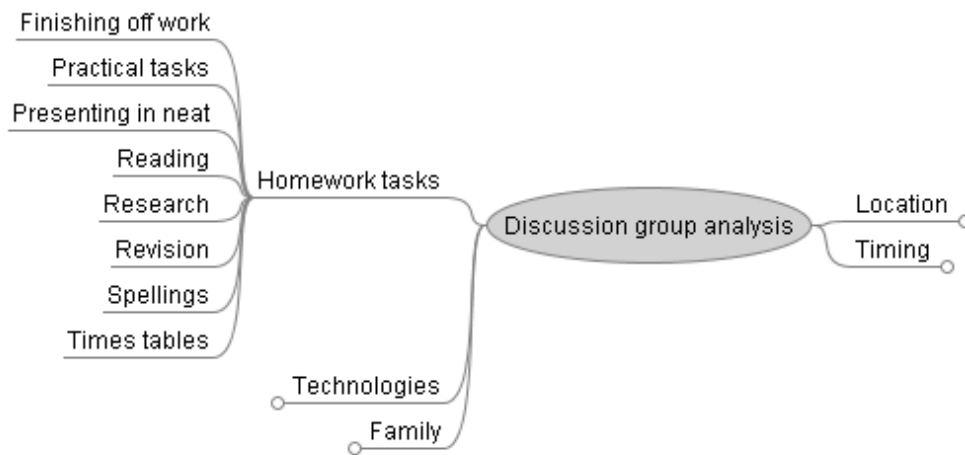 Finishing off work
Practical tasks
Presenting in neat
Reading
Research
Revision
Spellings
Times tables
Homework tasks
Technologies
Family
Discussion group analysis
Location
Timing